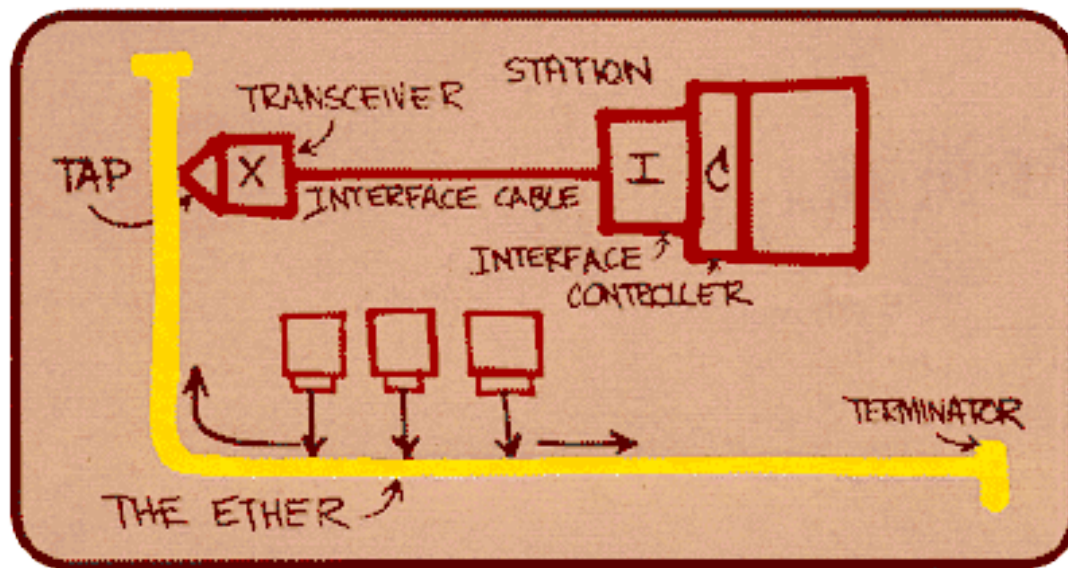 STATION
TRANSCEIVER
TAP
X
I
C
INTERFACE CABLE
INTERFACE
CONTROLLER
TERMINATOR
THE ETHER